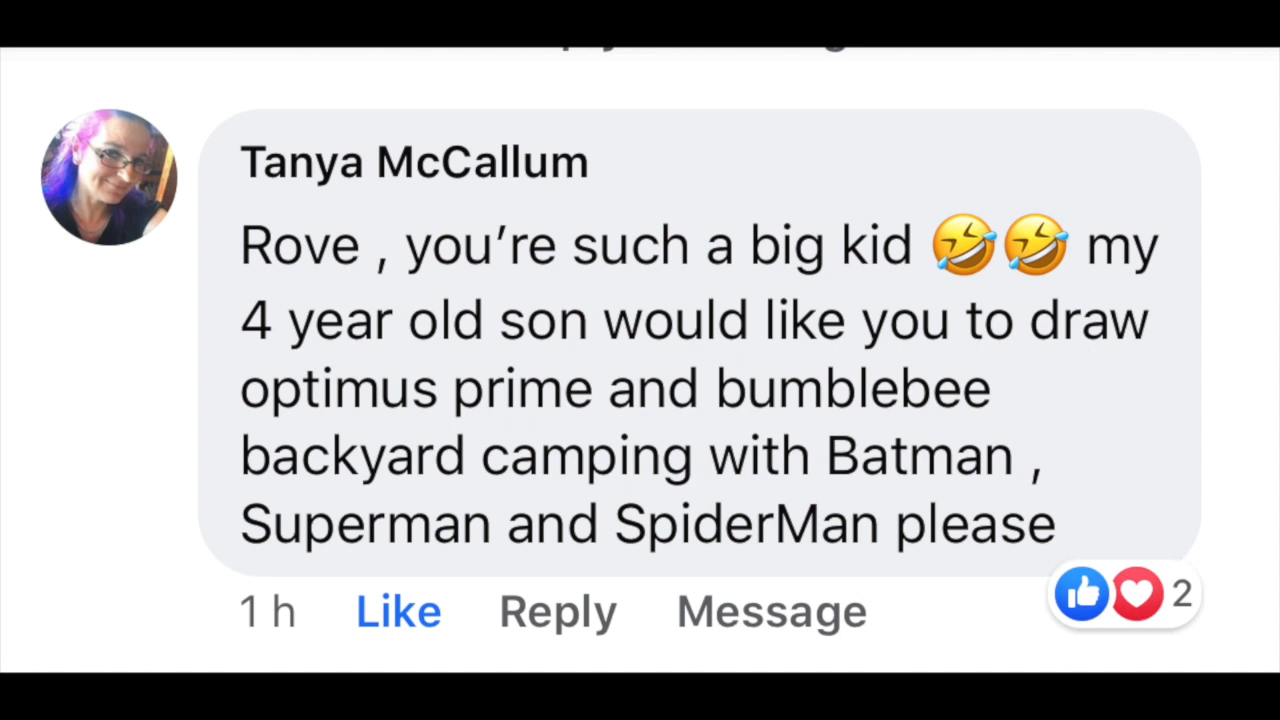 Tanya McCallum
Rove , you’re such a big kid 🤣🤣 my
4 year old son would like you to draw
optimus prime and bumblebee
backyard camping with Batman ,
Superman and SpiderMan please
1 h Like Reply Message 2